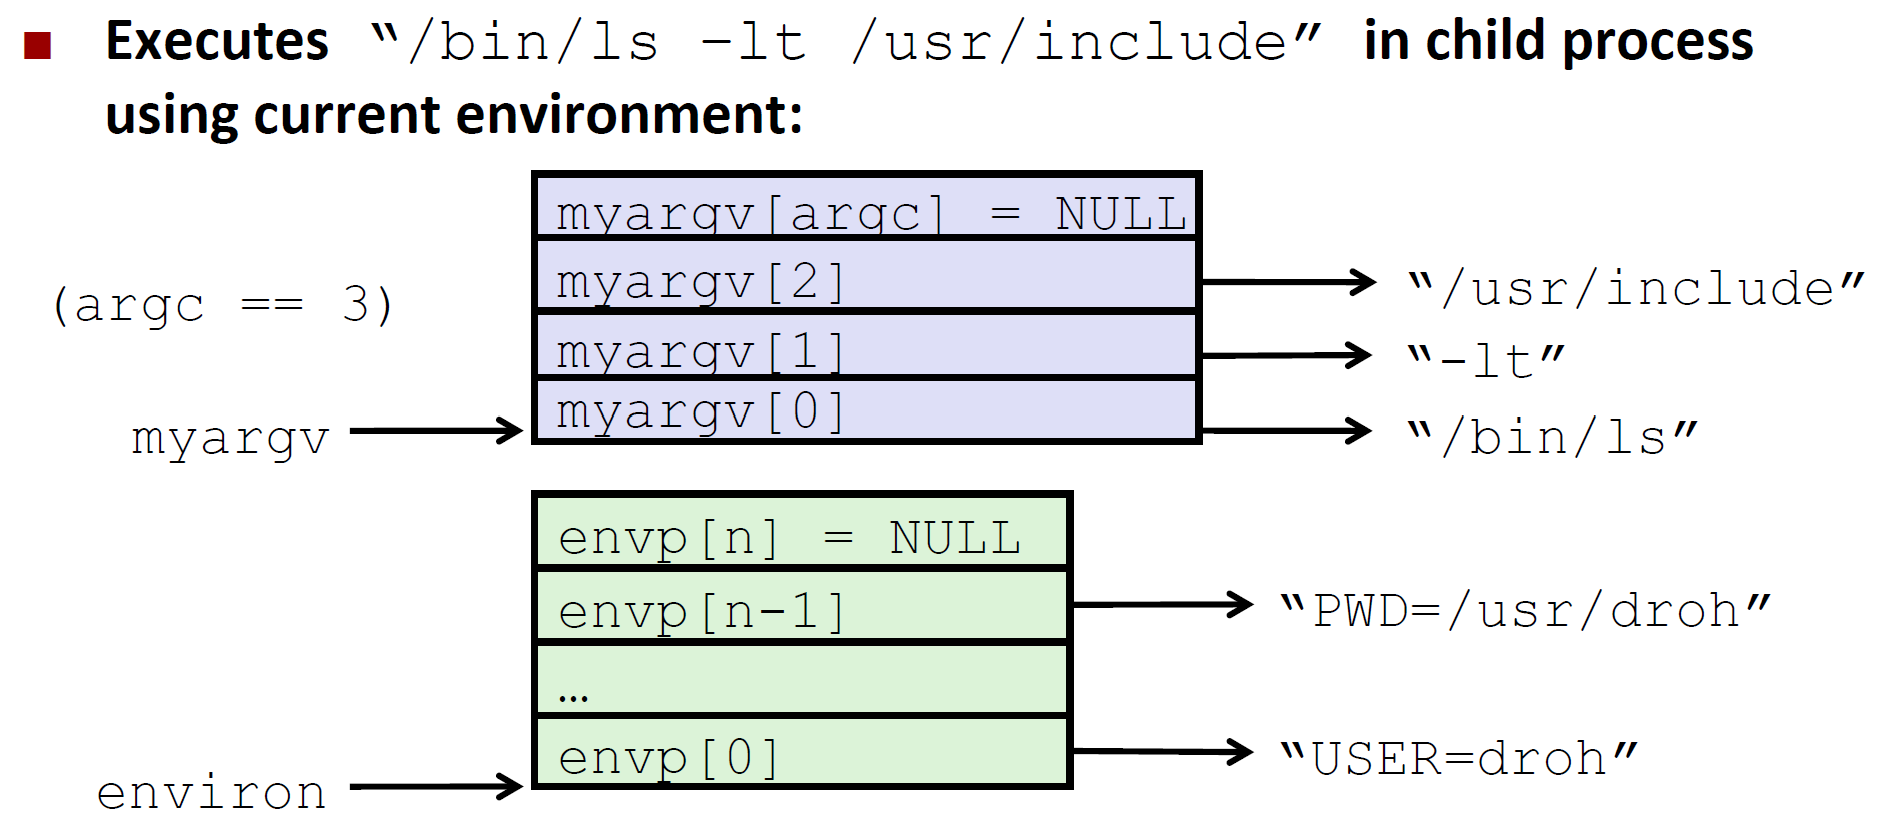 ■ Executes “/bin/ls –lt /usr/include” in child process
using current environment:
myargv[argc] = NULL
myargv[2]
“/usr/include”
(argc == 3)
myargv[1]
“-lt”
myargv[0]
myargv
“/bin/ls”
envp[n] = NULL
envp[n-1]
“PWD=/usr/droh”
…
envp[0]
“USER=droh”
environ